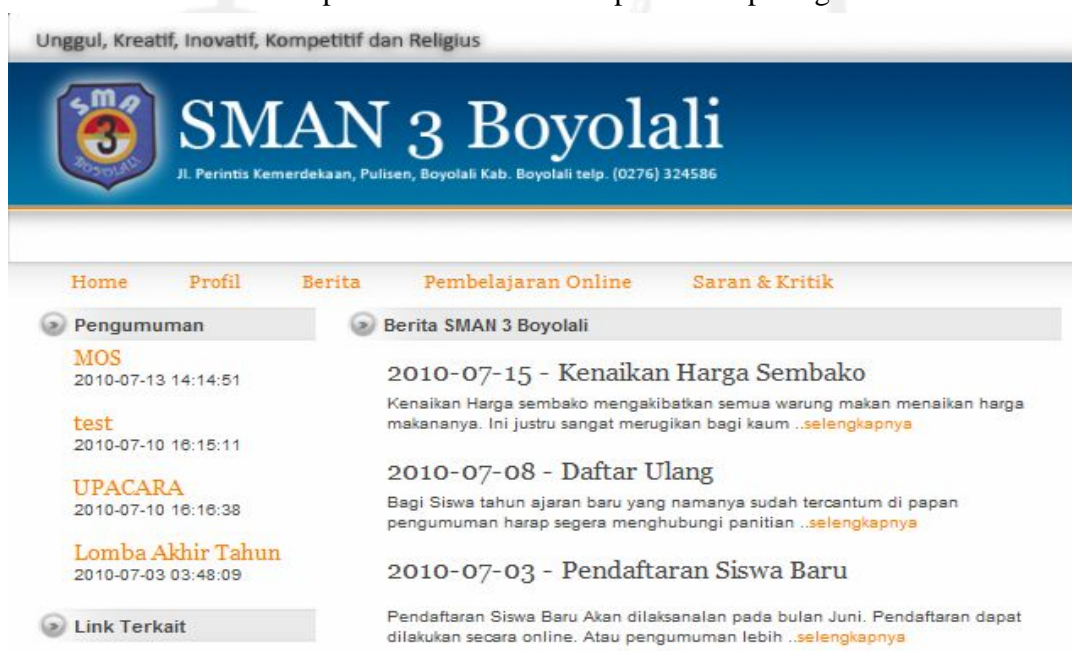 Unggul, Kreatif, Inovatif, Kompetitif dan Religius
SMA
3
BOYOLALI
SMAN 3 Boyolali
Jl. Perintis Kemerdekaan, Pulisen, Boyolali Kab. Boyolali telp. (0276) 324586
Home Profil Berita Pembelajaran Online Saran & Kritik
Pengumuman
MOS
2010-07-13 14:14:51
test
2010-07-10 16:15:11
UPACARA
2010-07-10 16:16:38
Lomba Akhir Tahun
2010-07-03 03:48:09
Link Terkait
Berita SMAN 3 Boyolali
2010-07-15 - Kenaikan Harga Sembako
Kenaikan Harga sembako mengakibatkan semua warung makan menaikan harga
makananya. Ini justru sangat merugikan bagi kaum ..selengkapnya
2010-07-08 - Daftar Ulang
Bagi Siswa tahun ajaran baru yang namanya sudah tercantum di papan
pengumuman harap segera menghubungi panitian ..selengkapnya
2010-07-03 - Pendaftaran Siswa Baru
Pendaftaran Siswa Baru Akan dilaksanalan pada bulan Juni. Pendaftaran dapat
dilakukan secara online. Atau pengumuman lebih ..selengkapnya